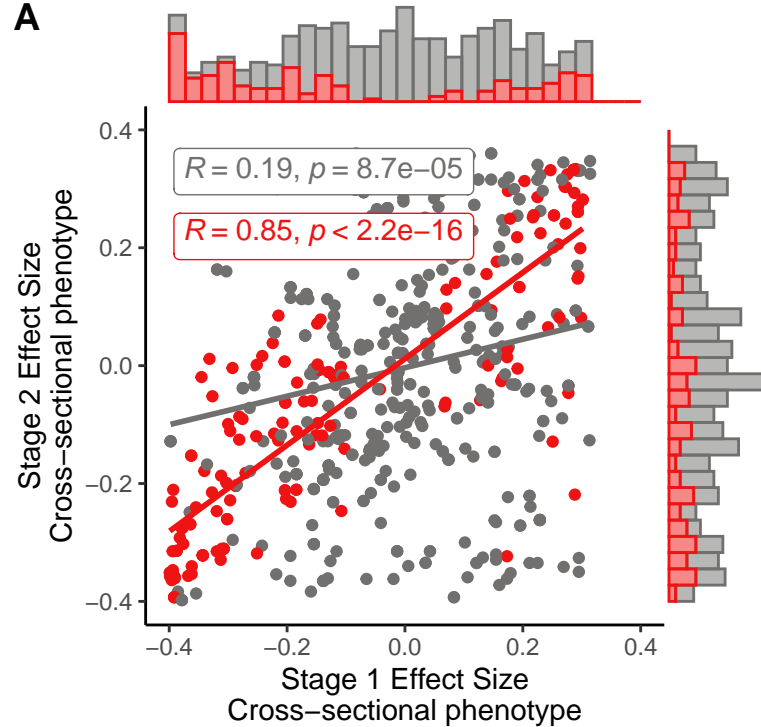 A
0.4
0.2
0.0
−0.2
−0.4
Stage 2 Effect Size
Cross−sectional phenotype
R = 0.19, p = 8.7e−05
R = 0.85, p < 2.2e−16
−0.4 −0.2 0.0 0.2 0.4
Stage 1 Effect Size
Cross−sectional phenotype